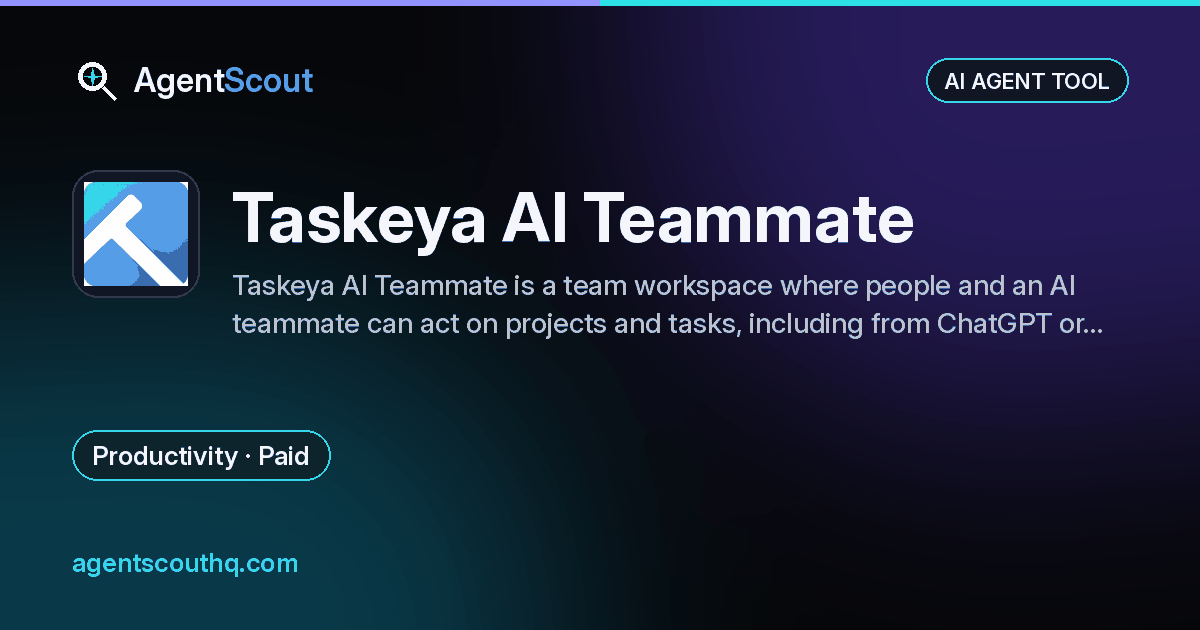 AgentScout
AI AGENT TOOL
Taskeya AI Teammate
Taskeya AI Teammate is a team workspace where people and an AI
teammate can act on projects and tasks, including from ChatGPT or...
Productivity · Paid
agentscouthq.com